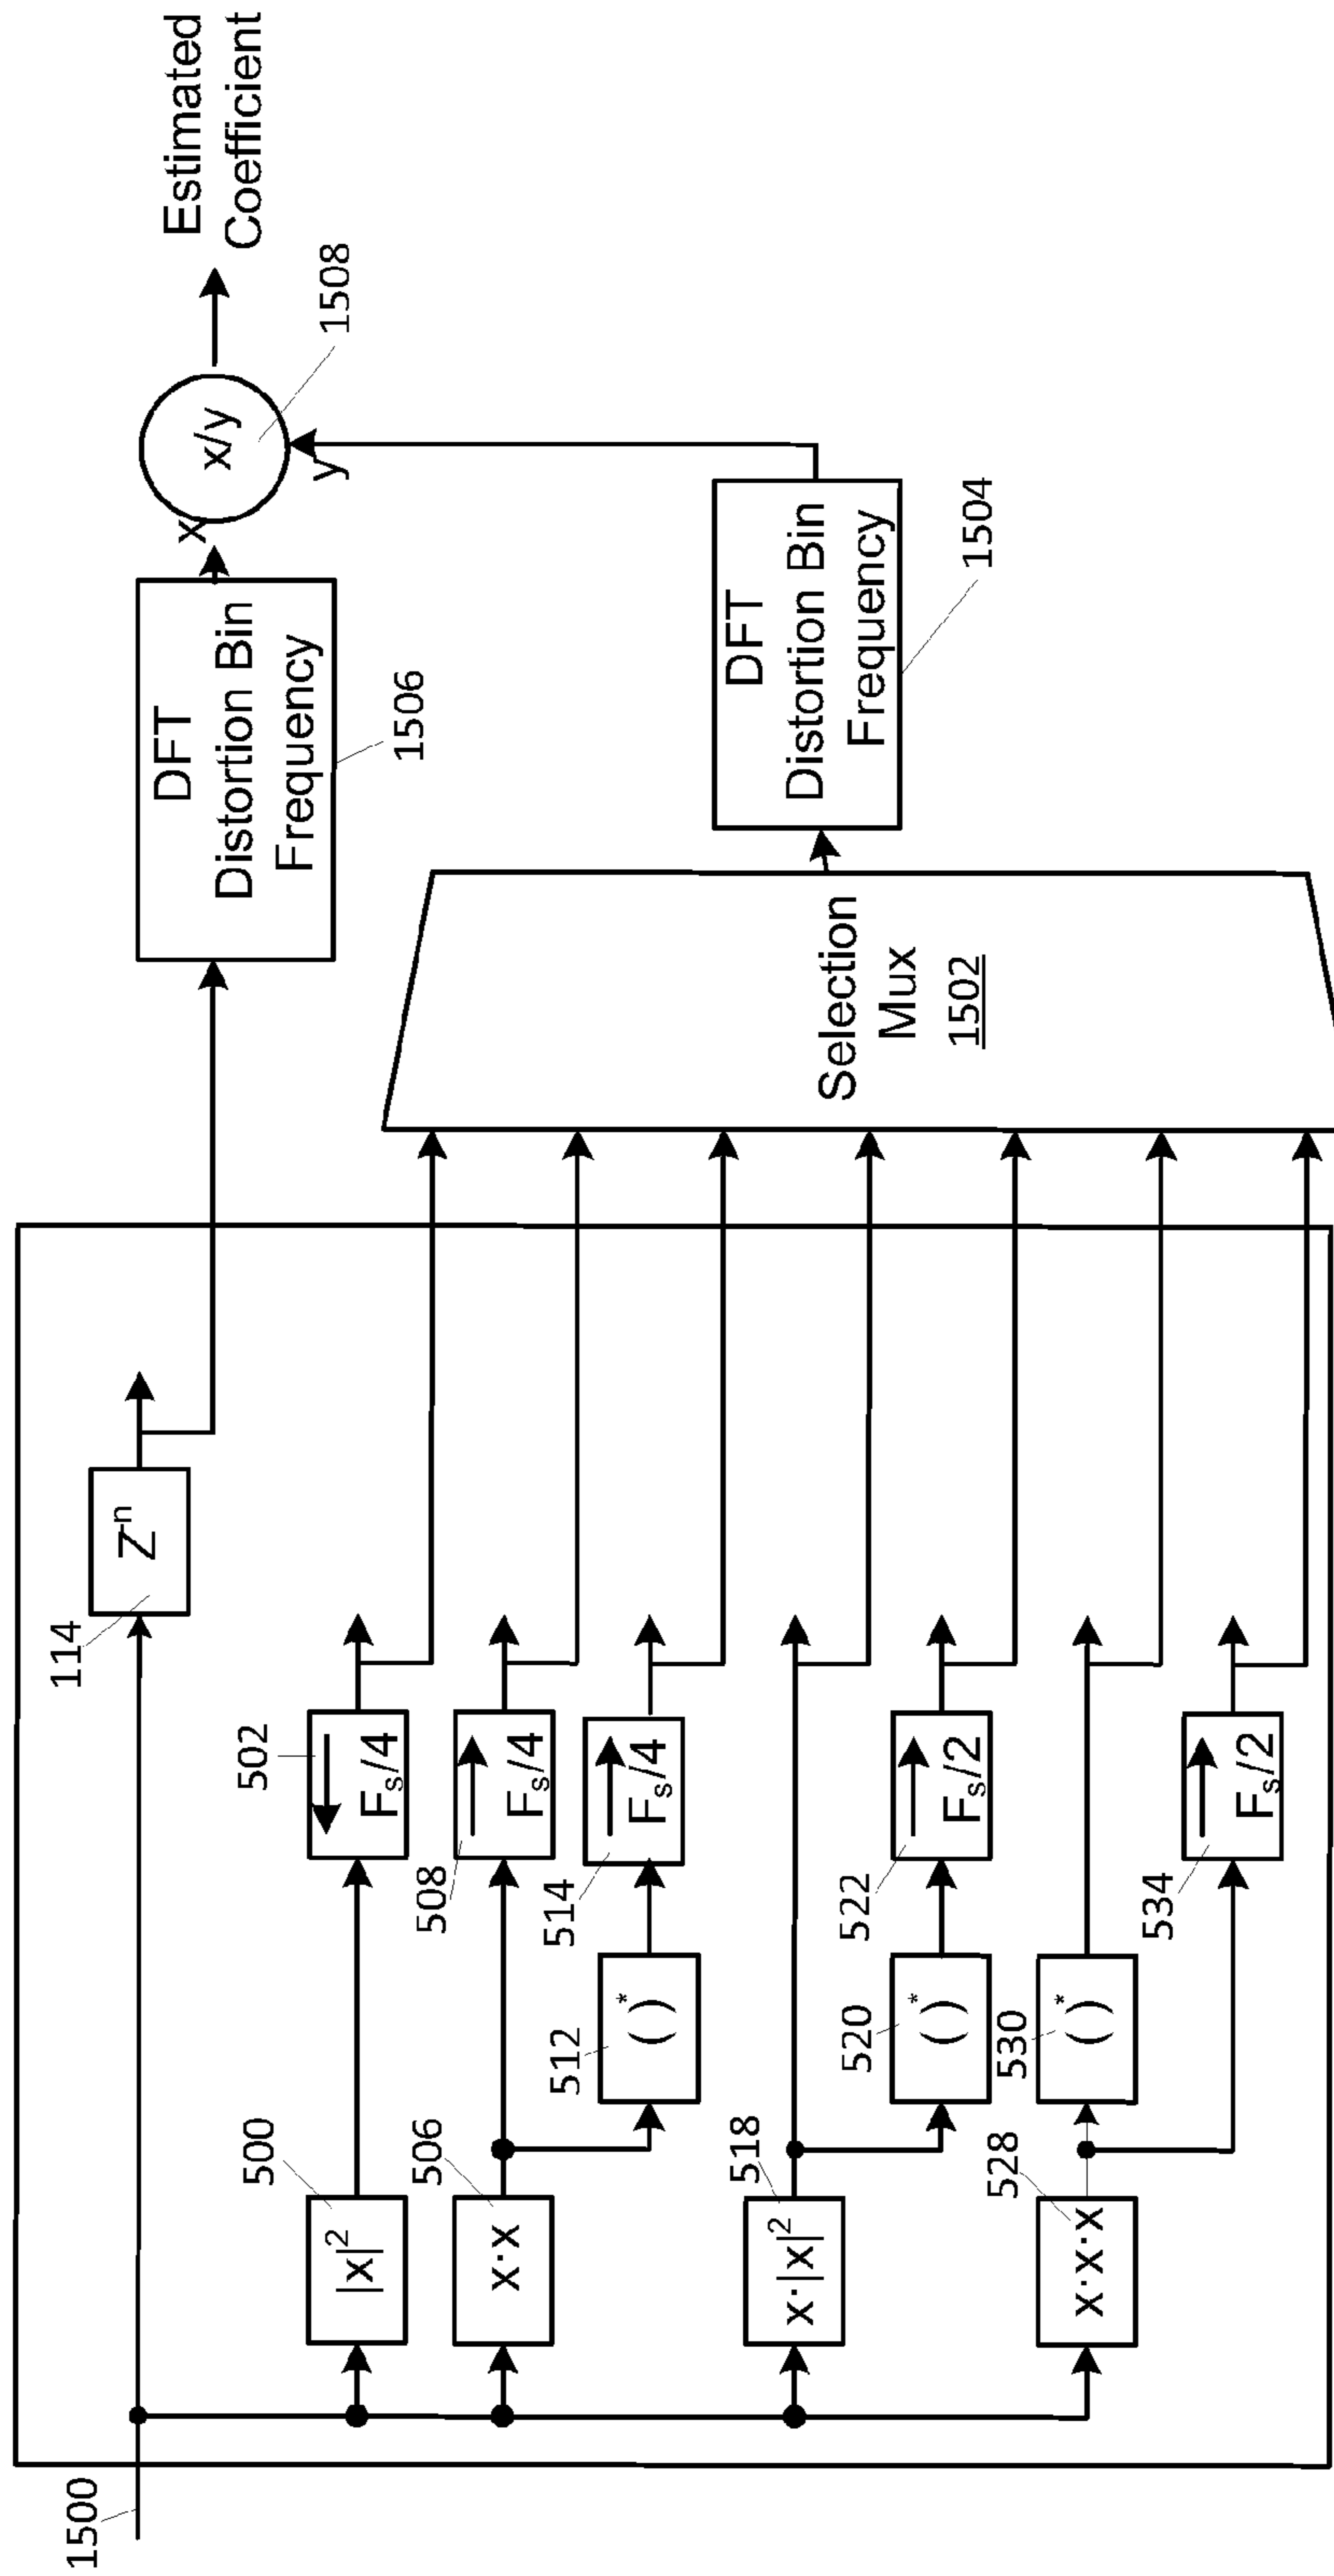 1500
114
Z⁻ⁿ
500
|x|²
502
Fₛ/4
506
x·x
508
Fₛ/4
512
( )*
514
Fₛ/4
518
x·|x|²
520
( )*
522
Fₛ/2
528
x·x·x
530
( )*
534
Fₛ/2
Selection
Mux
1502
DFT
Distortion Bin
Frequency
1506
DFT
Distortion Bin
Frequency
1504
x
y
x/y
1508
Estimated
Coefficient